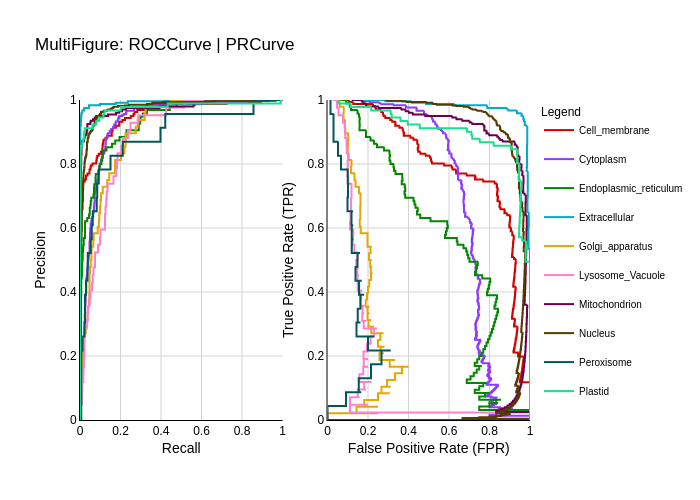 MultiFigure: ROCCurve | PRCurve
Precision
1
0.8
0.6
0.4
0.2
0
0 0.2 0.4 0.6 0.8 1
Recall
True Positive Rate (TPR)
1
0.8
0.6
0.4
0.2
0
0 0.2 0.4 0.6 0.8 1
False Positive Rate (FPR)
Legend
Cell_membrane
Cytoplasm
Endoplasmic_reticulum
Extracellular
Golgi_apparatus
Lysosome_Vacuole
Mitochondrion
Nucleus
Peroxisome
Plastid